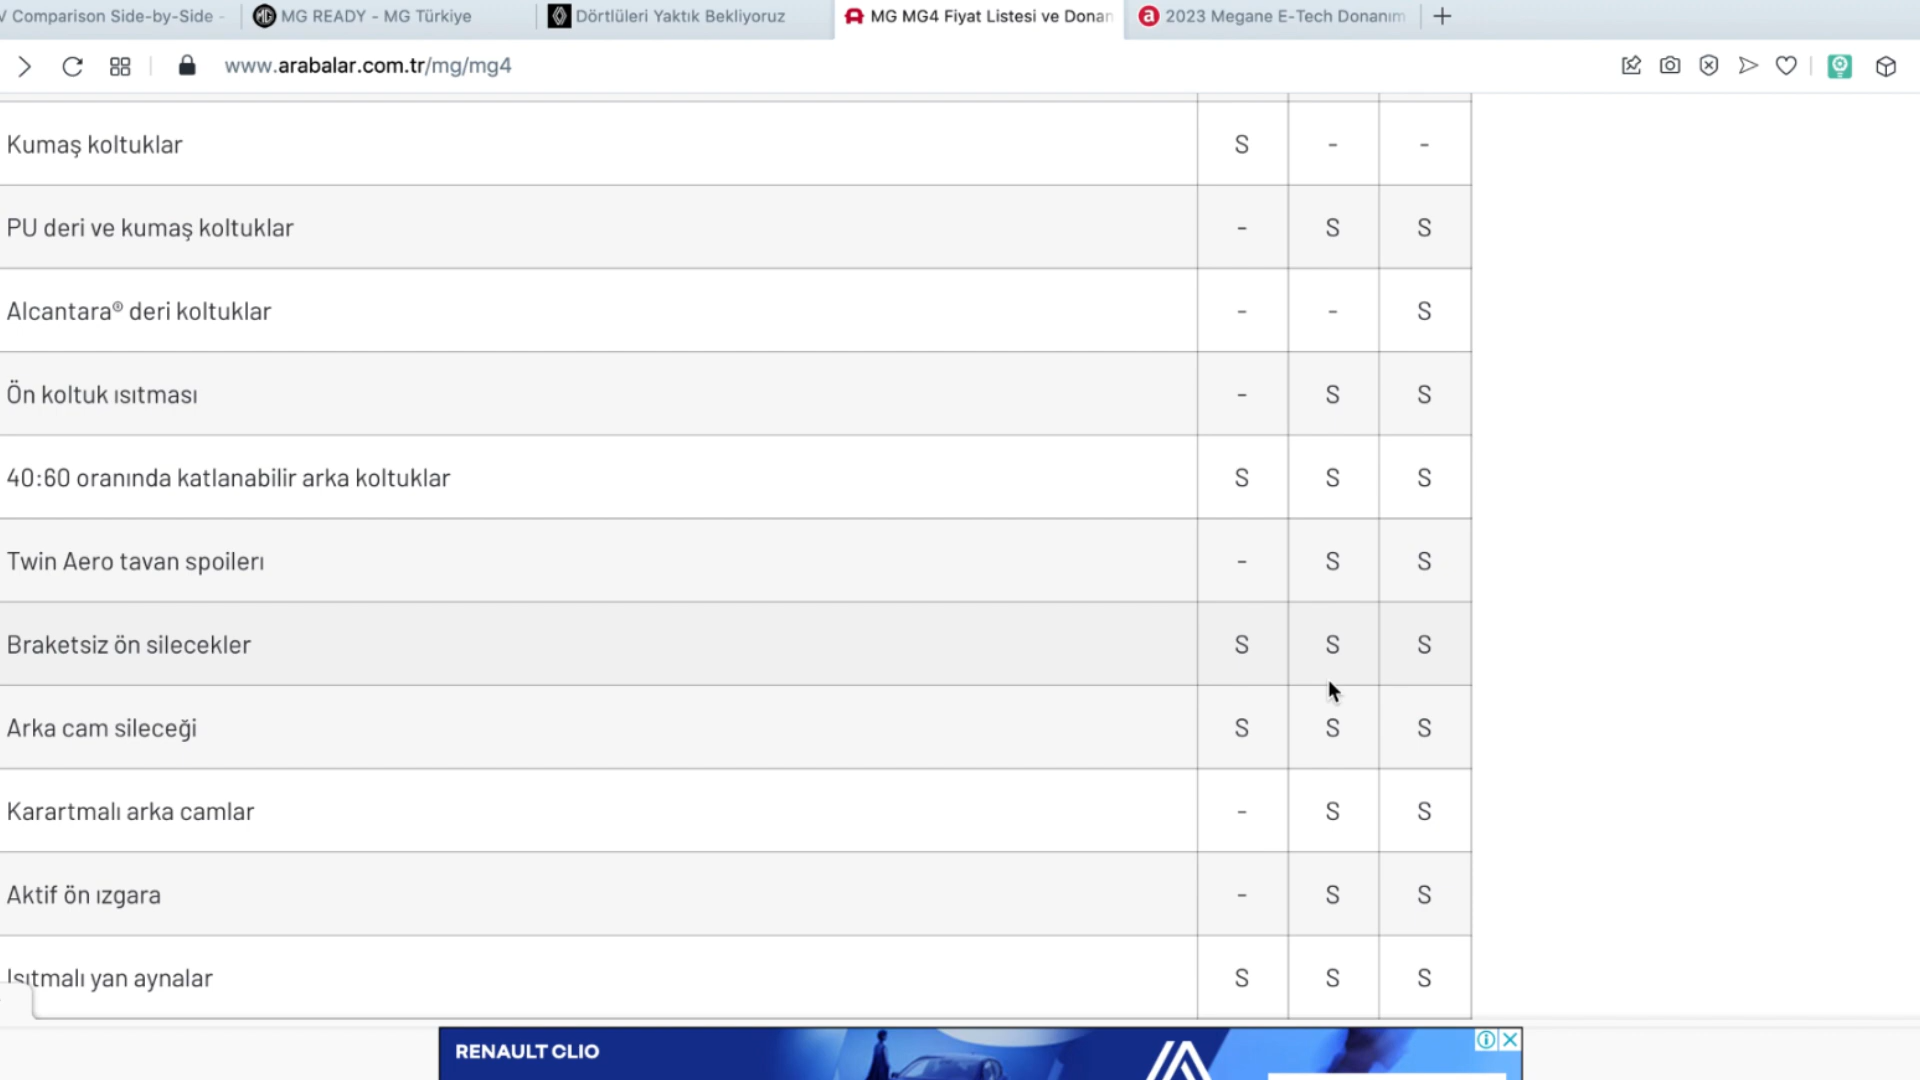 V Comparison Side-by-Side -
MG READY - MG Türkiye
Dörtlüleri Yaktık Bekliyoruz
MG MG4 Fiyat Listesi ve Donan
2023 Megane E-Tech Donanım
www.arabalar.com.tr/mg/mg4
Kumaş koltuklar S - -
PU deri ve kumaş koltuklar - S S
Alcantara® deri koltuklar - - S
Ön koltuk ısıtması - S S
40:60 oranında katlanabilir arka koltuklar S S S
Twin Aero tavan spoilerı - S S
Braketsiz ön silecekler S S S
Arka cam sileceği S S S
Karartmalı arka camlar - S S
Aktif ön ızgara - S S
Isıtmalı yan aynalar S S S
RENAULT CLIO